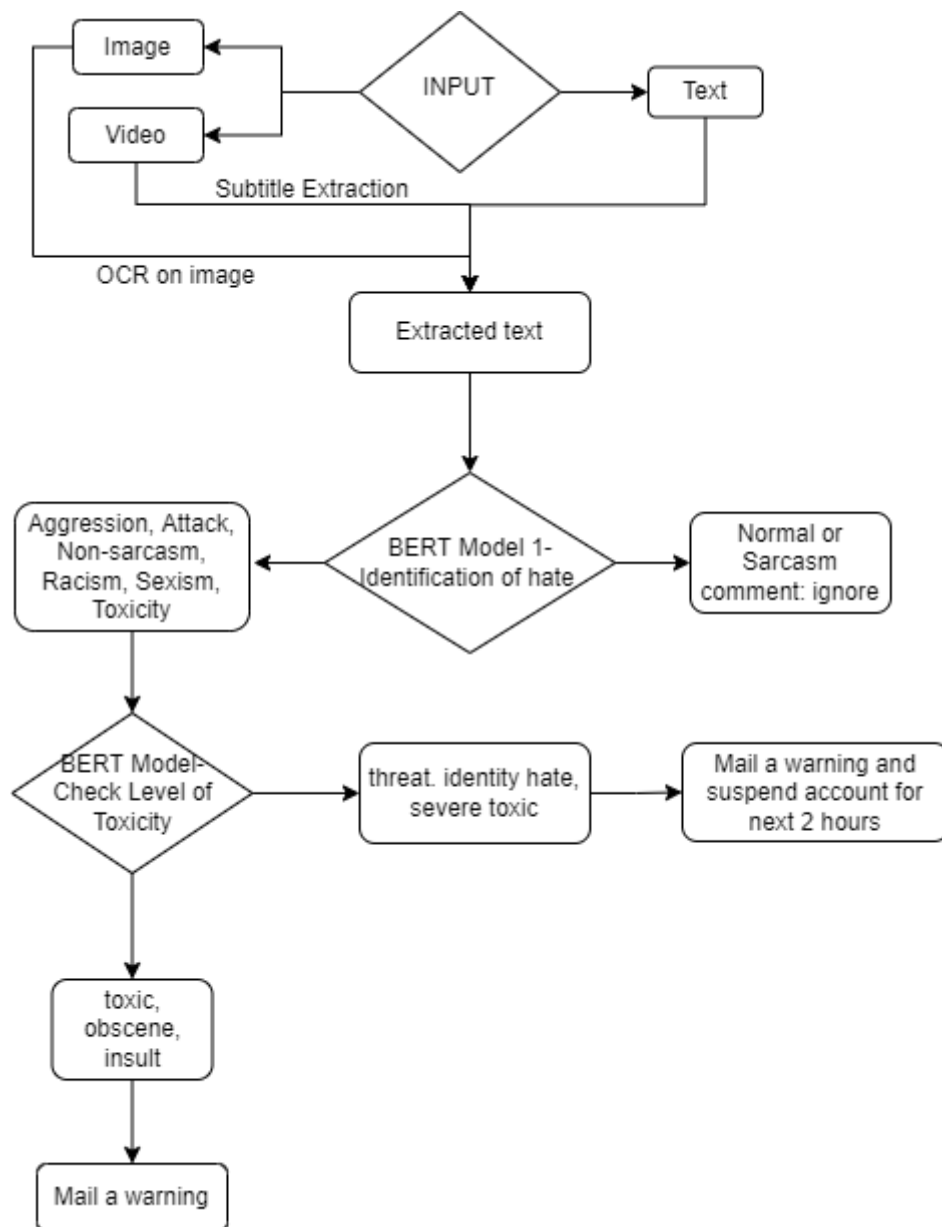 Image
INPUT
Text
Video
Subtitle Extraction
OCR on image
Extracted text
Aggression, Attack,
Non-sarcasm,
Racism, Sexism,
Toxicity
BERT Model 1-
Identification of hate
Normal or
Sarcasm
comment: ignore
BERT Model-
Check Level of
Toxicity
threat. identity hate,
severe toxic
Mail a warning and
suspend account for
next 2 hours
toxic,
obscene,
insult
Mail a warning